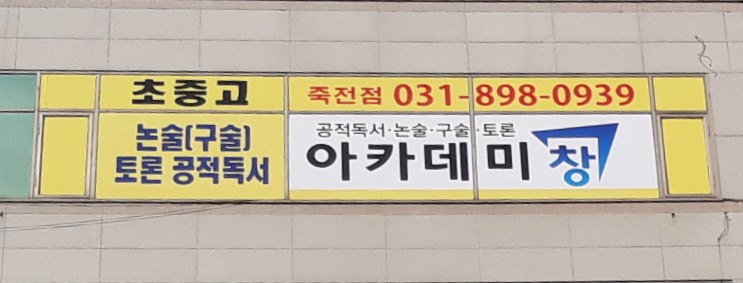 초중고
논술(구술)
토론 공적독서
죽전점 031-898-0939
공적독서·논술·구술·토론
아카데미 창